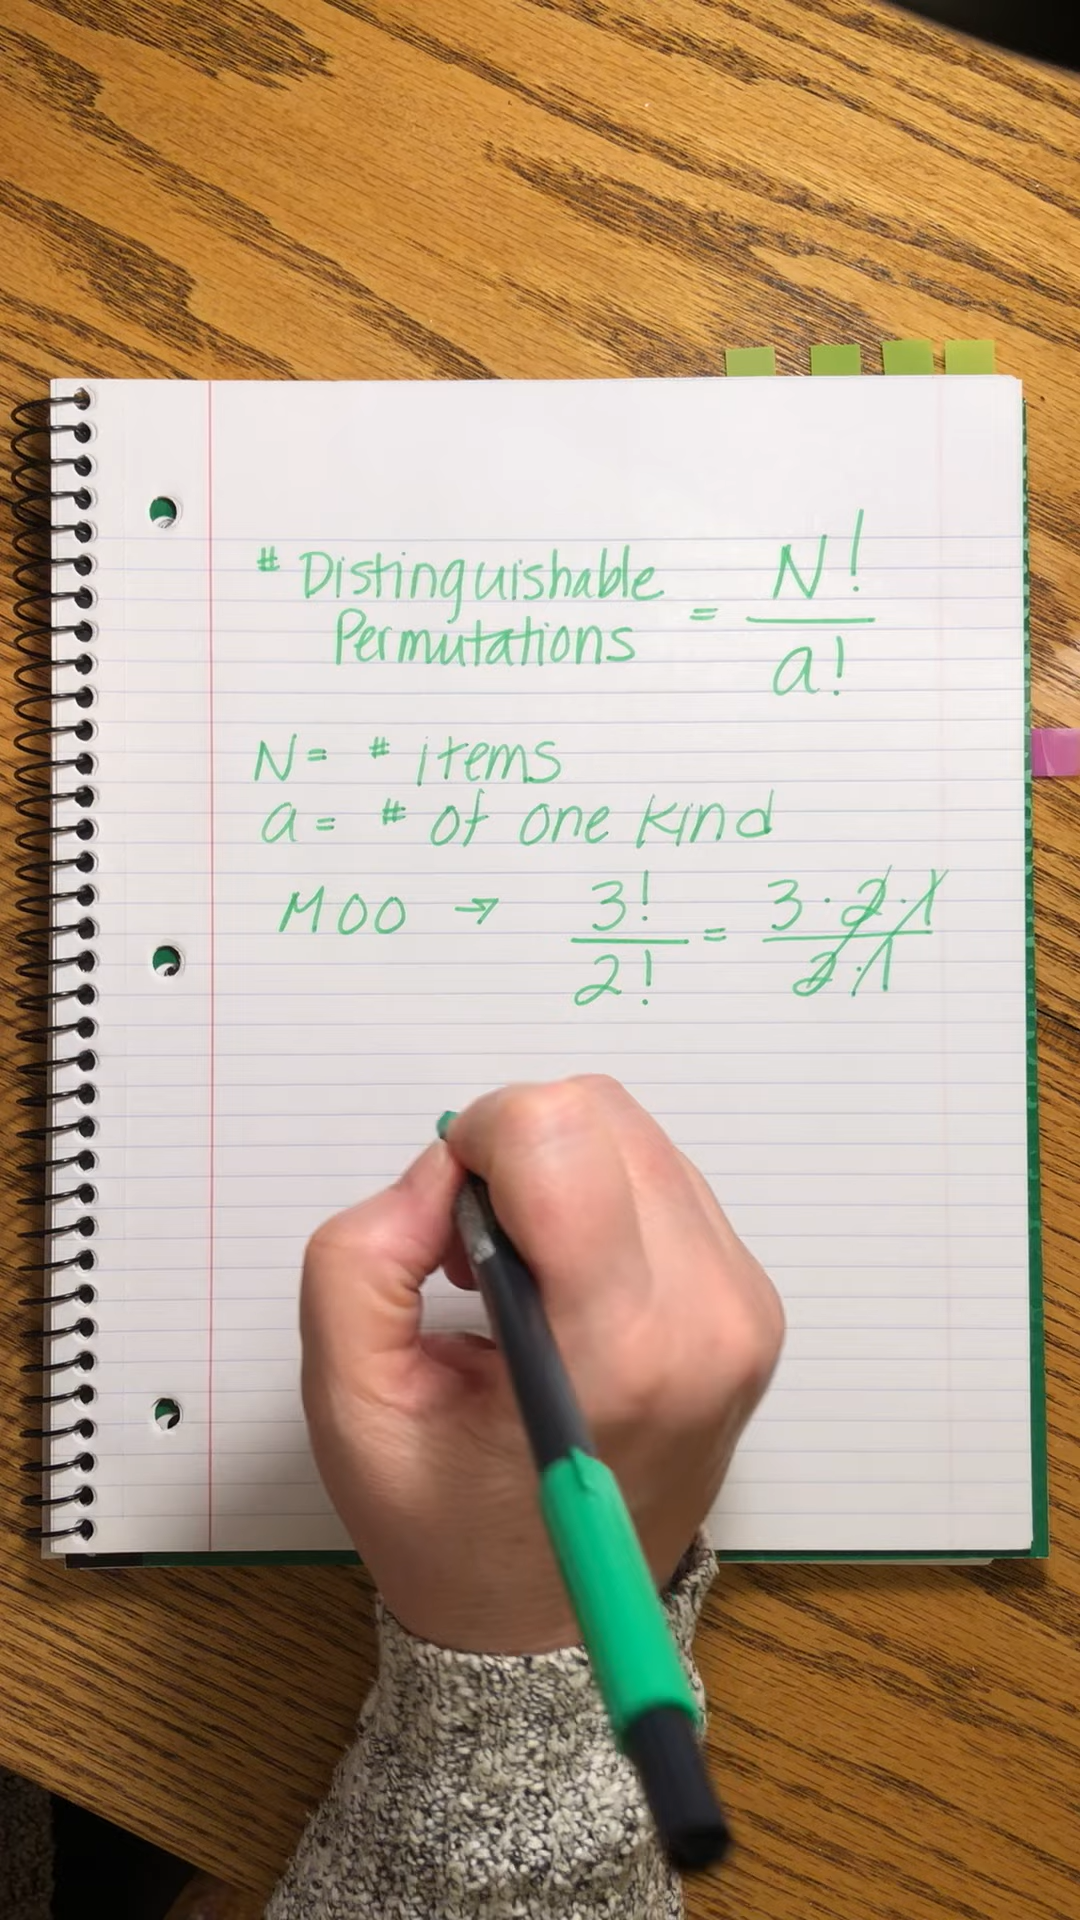 # Distinguishable Permutations = N! / a!
N = # items
a = # of one kind
MOO → 3! / 2! = 3 · 2 · 1 / 2 · 1